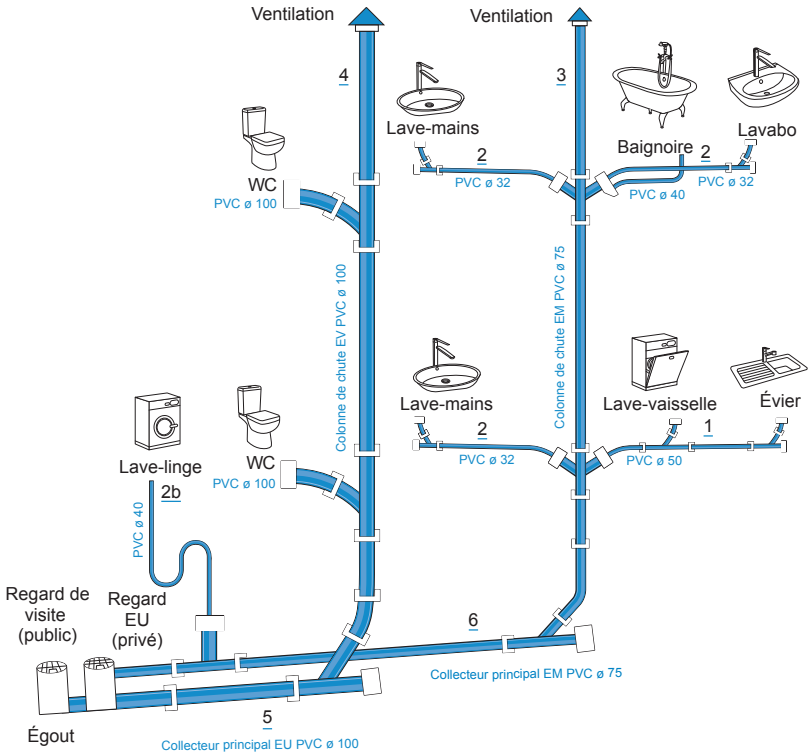 Ventilation
Ventilation
4
3
Lave-mains
Baignoire
Lavabo
2
2
WC
PVC ø 100
PVC ø 32
PVC ø 40
PVC ø 32
Colonne de chute EV PVC ø 100
Colonne de chute EM PVC ø 75
Lave-mains
Lave-vaisselle
Évier
2
1
Lave-linge
WC
PVC ø 32
PVC ø 50
2b
PVC ø 100
PVC ø 40
Regard de
visite
(public)
Regard
EU
(privé)
6
Collecteur principal EM PVC ø 75
5
Égout
Collecteur principal EU PVC ø 100